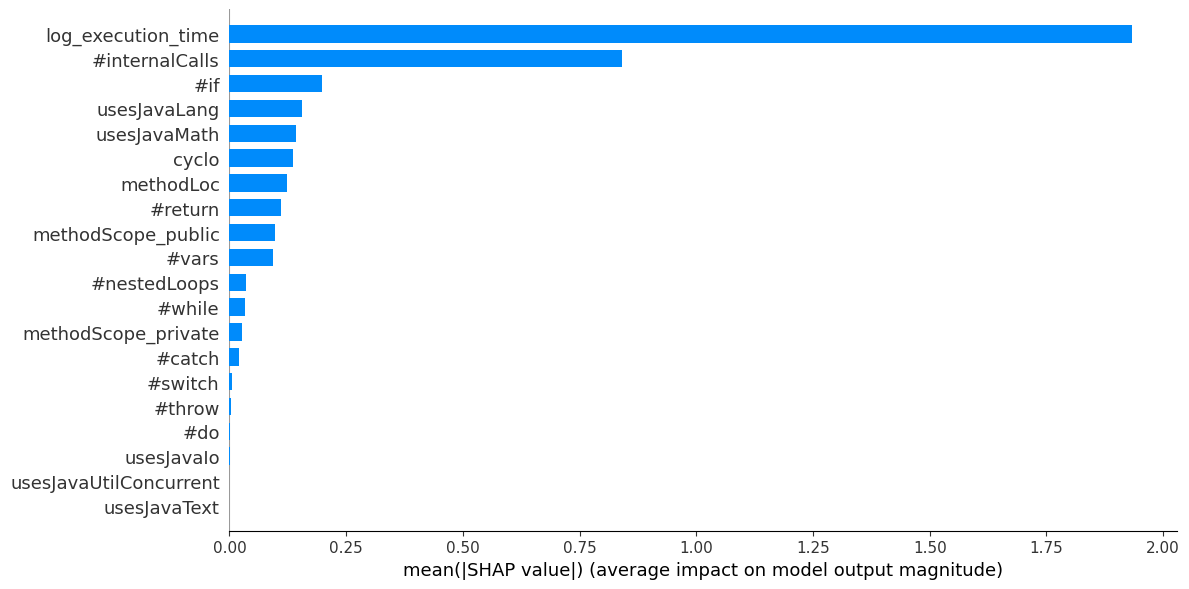 log_execution_time
#internalCalls
#if
usesJavaLang
usesJavaMath
cyclo
methodLoc
#return
methodScope_public
#vars
#nestedLoops
#while
methodScope_private
#catch
#switch
#throw
#do
usesJavaIo
usesJavaUtilConcurrent
usesJavaText
0.00 0.25 0.50 0.75 1.00 1.25 1.50 1.75 2.00
mean(|SHAP value|) (average impact on model output magnitude)